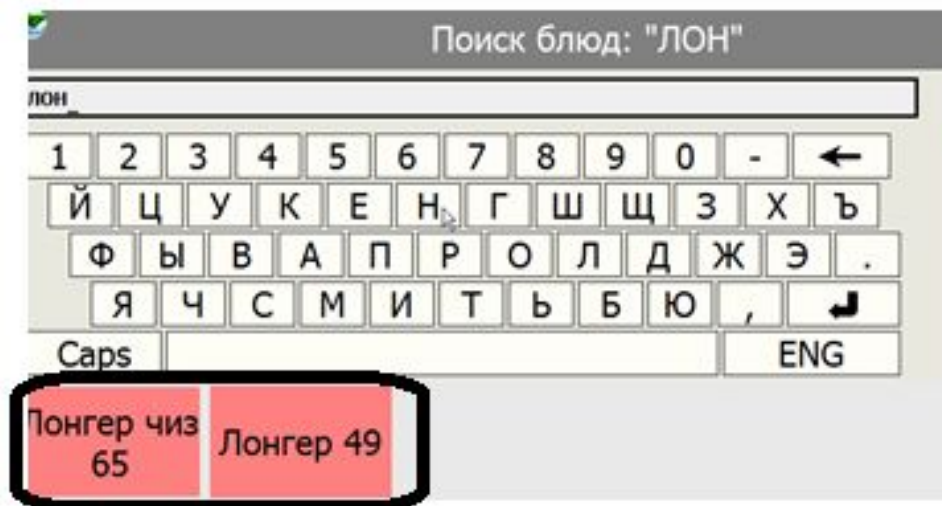 Поиск блюд: "ЛОН"
лон_
1 2 3 4 5 6 7 8 9 0 - ←
Й Ц У К Е Н Г Ш Щ З Х Ъ
Ф Ы В А П Р О Л Д Ж Э .
Я Ч С М И Т Ь Б Ю ,
Caps ENG
Лонгер чиз
65
Лонгер 49